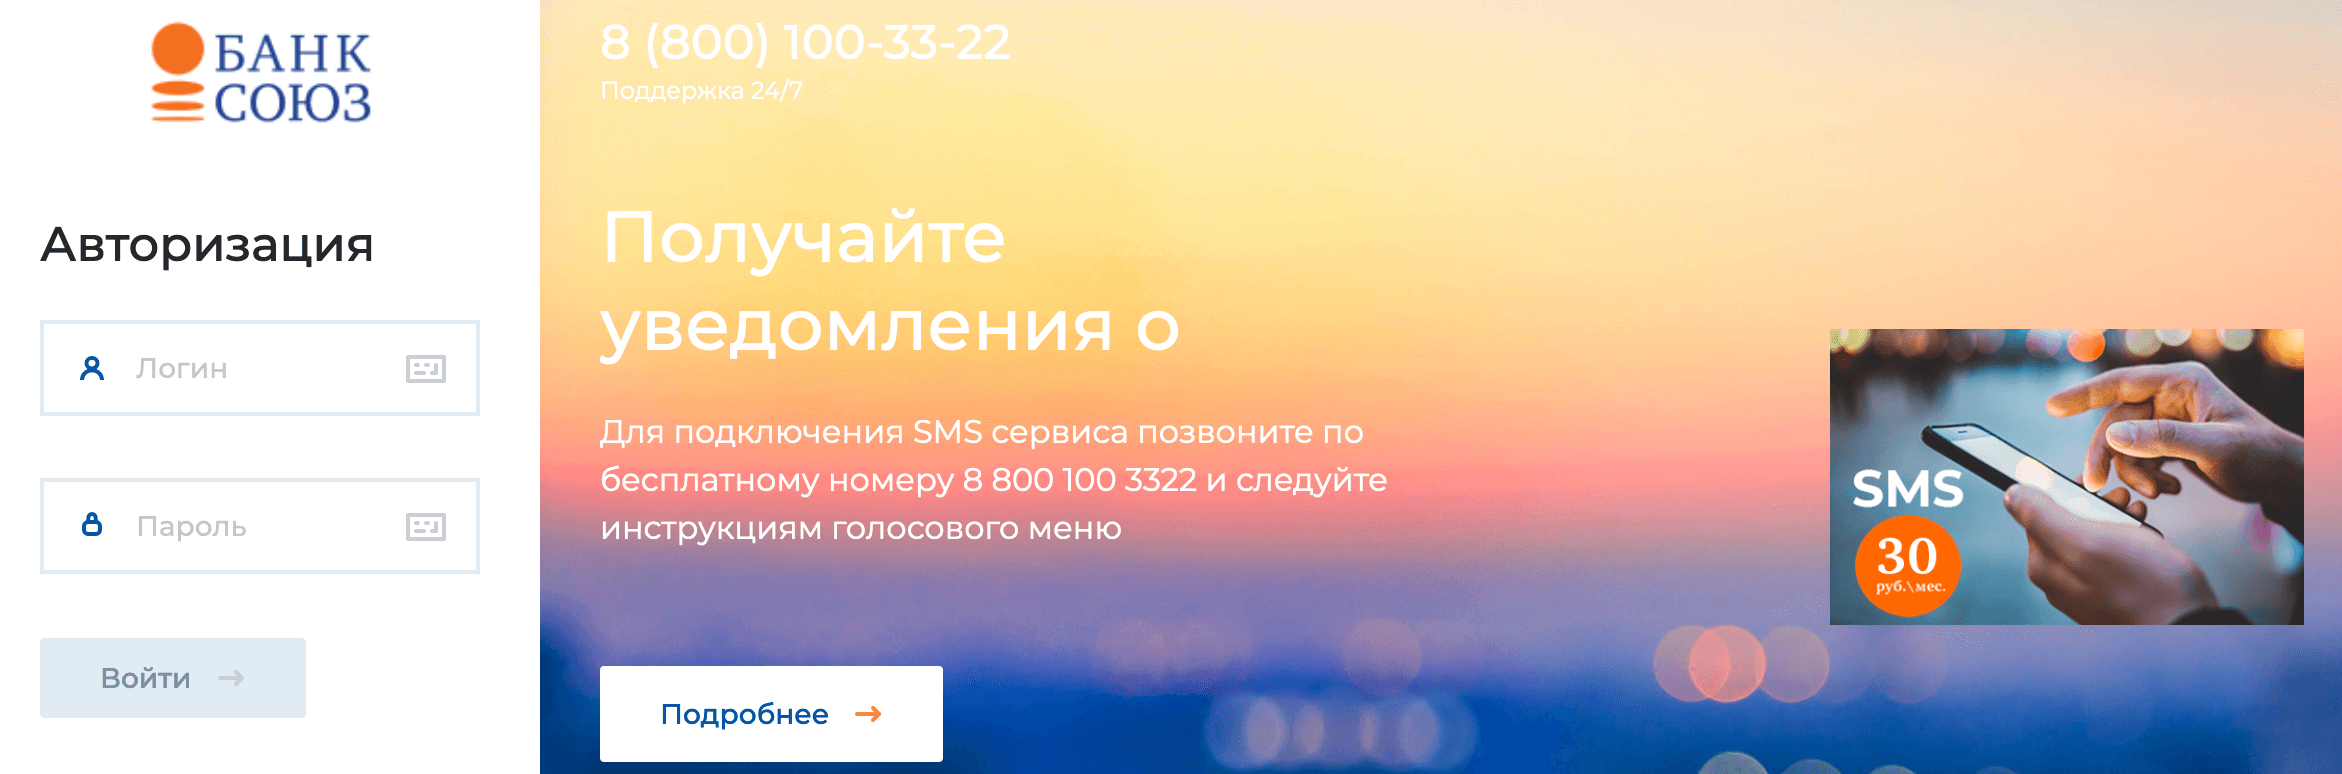 БАНК
СОЮЗ
Авторизация
Логин
Пароль
Войти
8 (800) 100-33-22
Поддержка 24/7
Получайте
уведомления о
Для подключения SMS сервиса позвоните по
бесплатному номеру 8 800 100 3322 и следуйте
инструкциям голосового меню
Подробнее
SMS
30
руб.\мес.